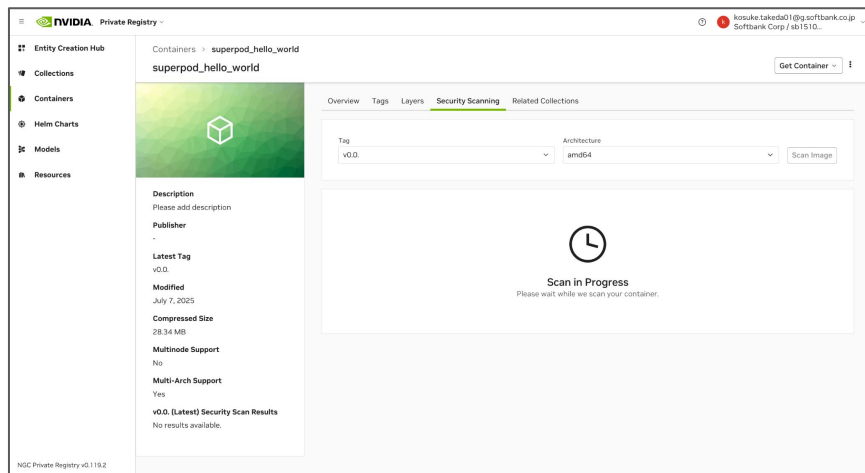 NVIDIA. Private Registry
kosuke.takeda01@g.softbank.co.jp
k
Softbank Corp / sb1510...
Entity Creation Hub
Collections
Containers
Helm Charts
Models
Resources
NGC Private Registry v0.119.2
Containers > superpod_hello_world
superpod_hello_world
Get Container
Description
Please add description
Publisher
-
Latest Tag
v0.0.
Modified
July 7, 2025
Compressed Size
28.34 MB
Multinode Support
No
Multi-Arch Support
Yes
v0.0. (Latest) Security Scan Results
No results available.
Overview Tags Layers Security Scanning Related Collections
Tag Architecture
v0.0. amd64 Scan Image
Scan in Progress
Please wait while we scan your container.